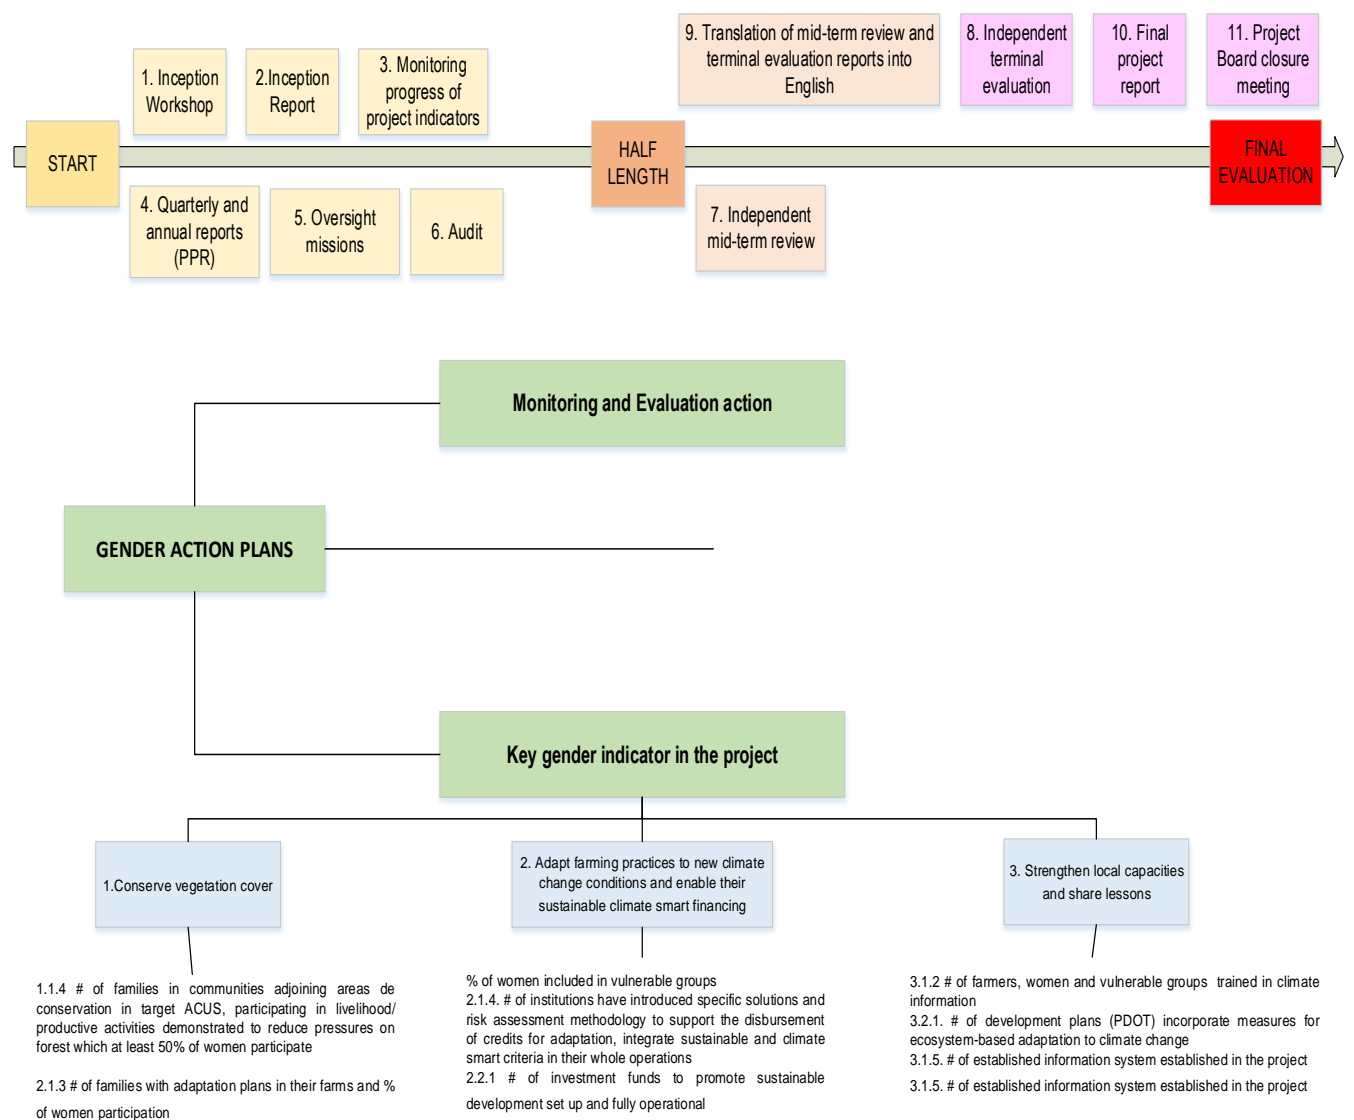 9. Translation of mid-term review and
terminal evaluation reports into
English
8. Independent
terminal
evaluation
10. Final
project
report
11. Project
Board closure
meeting
1. Inception
Workshop
2.Inception
Report
3. Monitoring
progress of
project indicators
START
HALF
LENGTH
FINAL
EVALUATION
4. Quarterly and
annual reports
(PPR)
5. Oversight
missions
6. Audit
7. Independent
mid-term review
Monitoring and Evaluation action
GENDER ACTION PLANS
Key gender indicator in the project
1.Conserve vegetation cover
2. Adapt farming practices to new climate
change conditions and enable their
sustainable climate smart financing
3. Strengthen local capacities
and share lessons
1.1.4 # of families in communities adjoining areas de
conservation in target ACUS, participating in livelihood/
productive activities demonstrated to reduce pressures on
forest which at least 50% of women participate
2.1.3 # of families with adaptation plans in their farms and %
of women participation
% of women included in vulnerable groups
2.1.4. # of institutions have introduced specific solutions and
risk assessment methodology to support the disbursement
of credits for adaptation, integrate sustainable and climate
smart criteria in their whole operations
2.2.1 # of investment funds to promote sustainable
development set up and fully operational
3.1.2 # of farmers, women and vulnerable groups trained in climate
information
3.2.1. # of development plans (PDOT) incorporate measures for
ecosystem-based adaptation to climate change
3.1.5. # of established information system established in the project
3.1.5. # of established information system established in the project